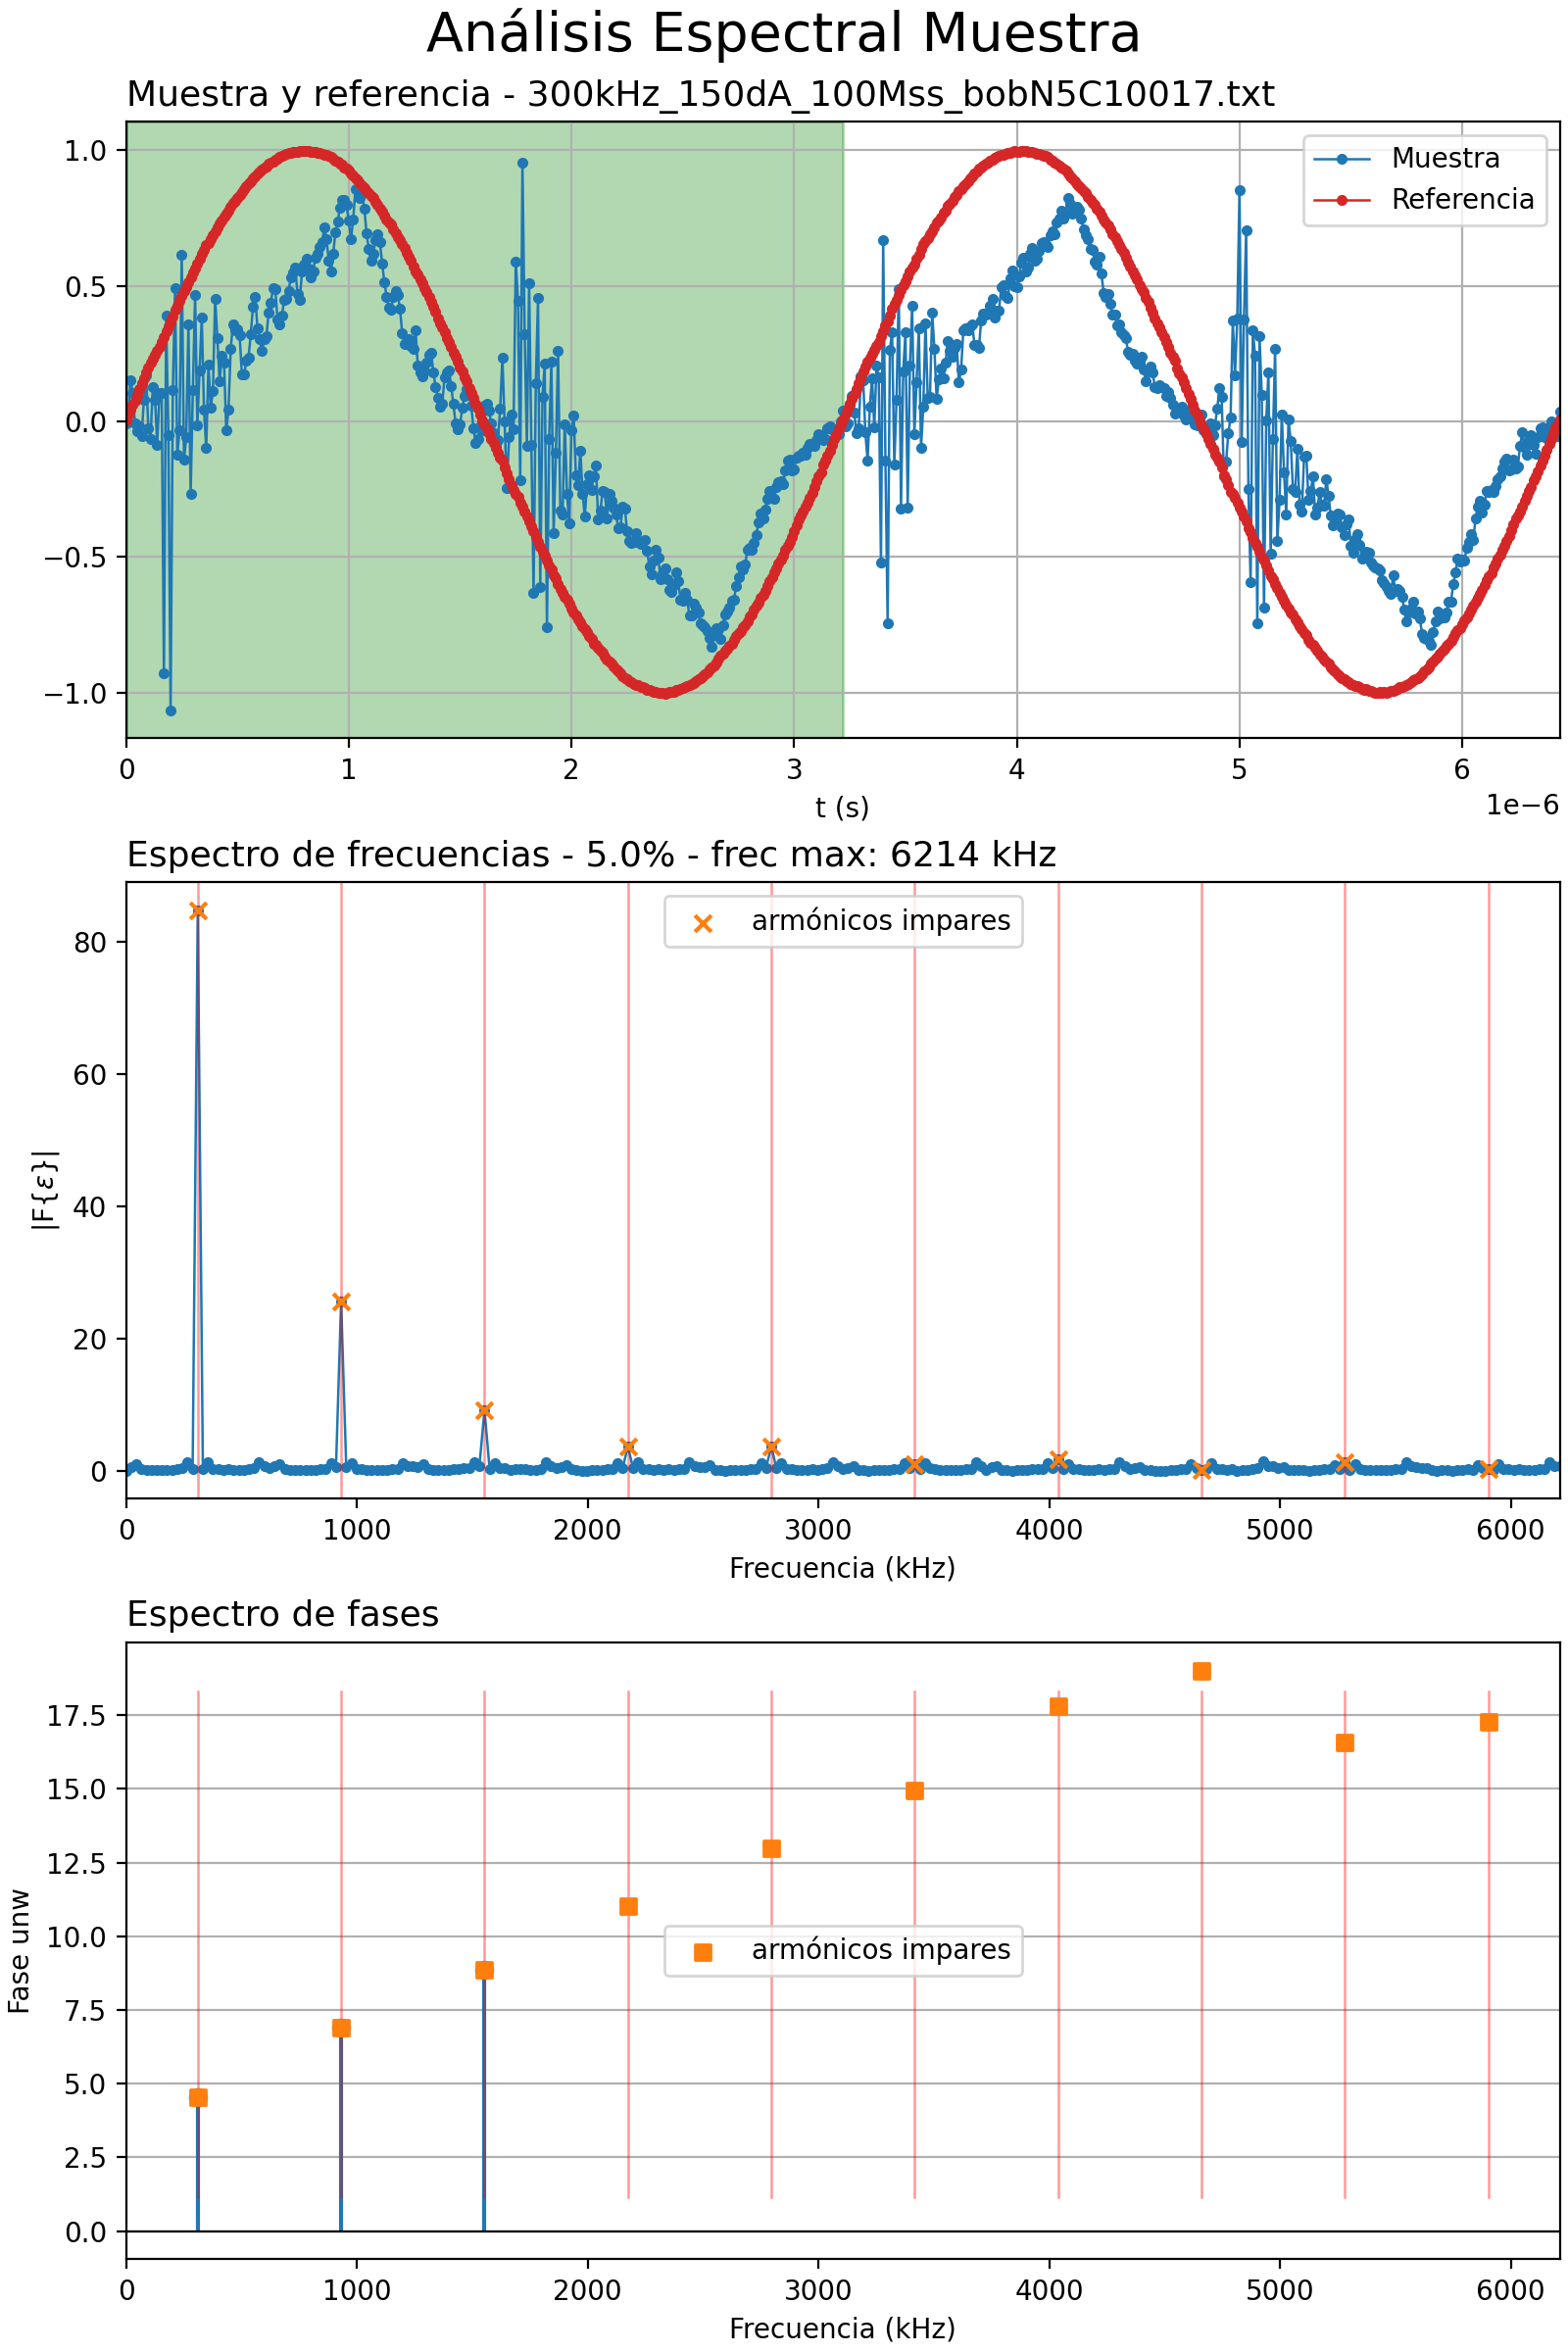 Análisis Espectral Muestra
Muestra y referencia - 300kHz_150dA_100Mss_bobN5C10017.txt
1.0
0.5
0.0
−0.5
−1.0
Muestra
Referencia
0 1 2 3 4 5 6
t (s)
1e−6
Espectro de frecuencias - 5.0% - frec max: 6214 kHz
armónicos impares
80
60
40
20
0
|F{ε}|
0 1000 2000 3000 4000 5000 6000
Frecuencia (kHz)
Espectro de fases
17.5
15.0
12.5
10.0
7.5
5.0
2.5
0.0
Fase unw
armónicos impares
0 1000 2000 3000 4000 5000 6000
Frecuencia (kHz)